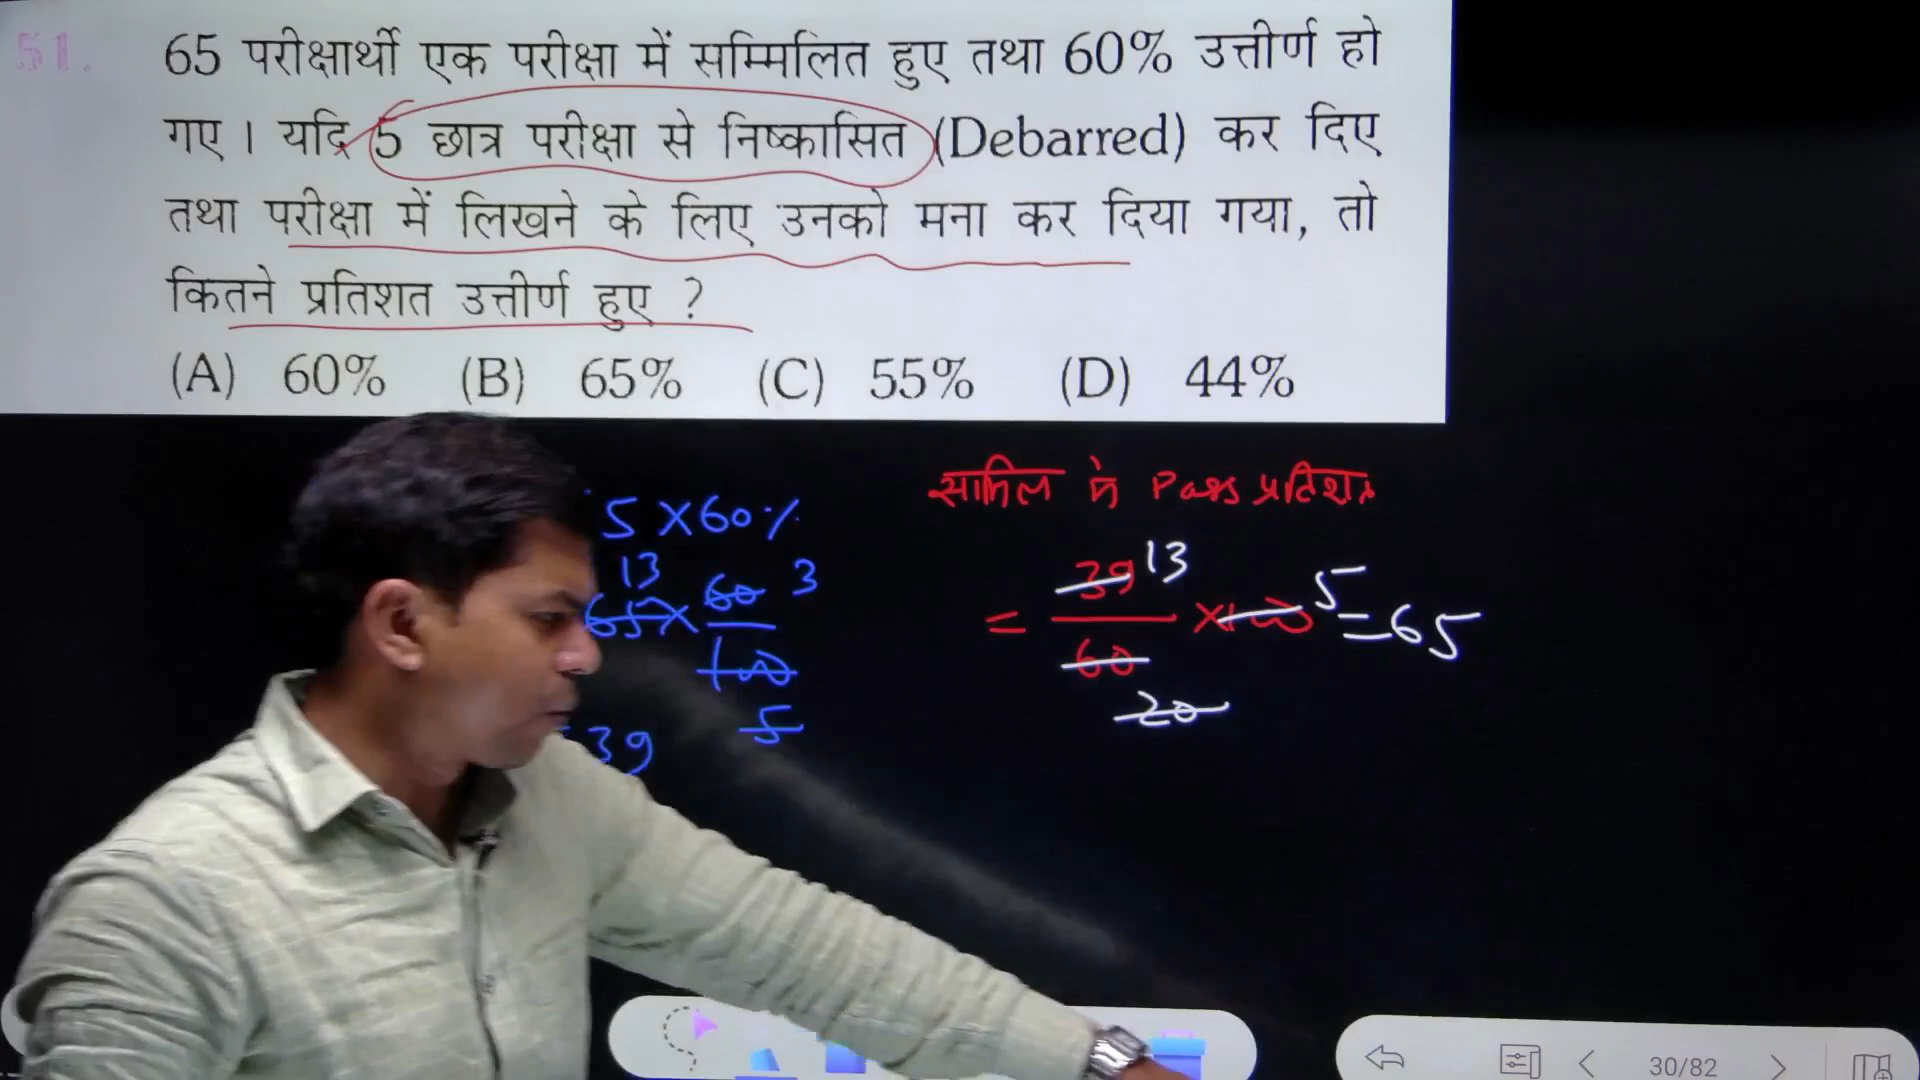 51.
65 परीक्षार्थी एक परीक्षा में सम्मिलित हुए तथा 60% उत्तीर्ण हो
गए । यदि 5 छात्र परीक्षा से निष्कासित (Debarred) कर दिए
तथा परीक्षा में लिखने के लिए उनको मना कर दिया गया, तो
कितने प्रतिशत उत्तीर्ण हुए ?
(A) 60% (B) 65% (C) 55% (D) 44%
5 × 60%
13
65 × 60 3
100
5
39
सामिल मे Pass प्रतिशत
= 39 13
60
20
× 100 5 = 65
30/82